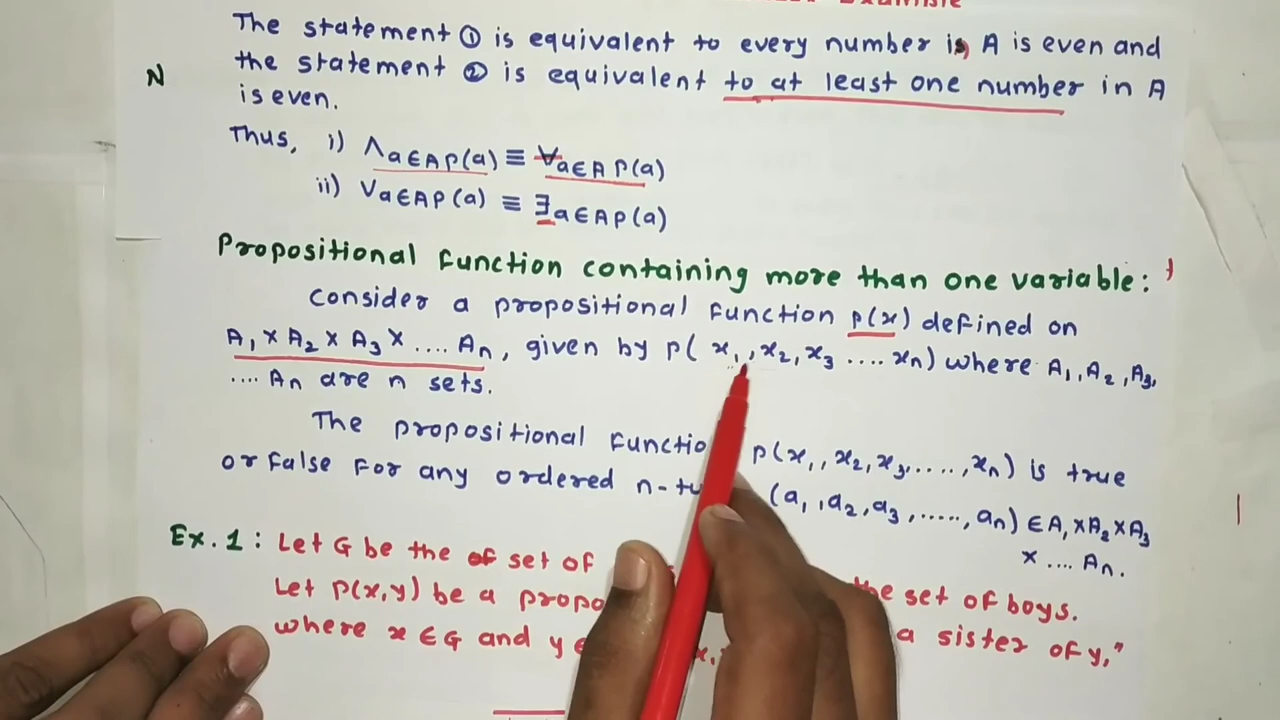 The statement ① is equivalent to every number is, A is even and
the statement ② is equivalent to at least one number in A
is even.
N
Thus, i) ∧a∈A P(a) ≡ ∀a∈A P(a)
ii) ∨a∈A P(a) ≡ ∃a∈A P(a)
Propositional function containing more than one variable:
Consider a propositional function p(x) defined on
A₁ × A₂ × A₃ × .... An, given by p( x₁, x₂, x₃ .... xn) where A₁, A₂, A₃,
.... An are n sets.
The propositional p(x₁, x₂, x₃, ....., xn) is true
or false for any ordered (a₁, a₂, a₃, ....., an) ∈ A₁ × A₂ × A₃
× .... An.
Ex. 1: Let G be the of set of the set of boys.
Let p(x,y) be a a sister of y,"
where x ∈ G and y